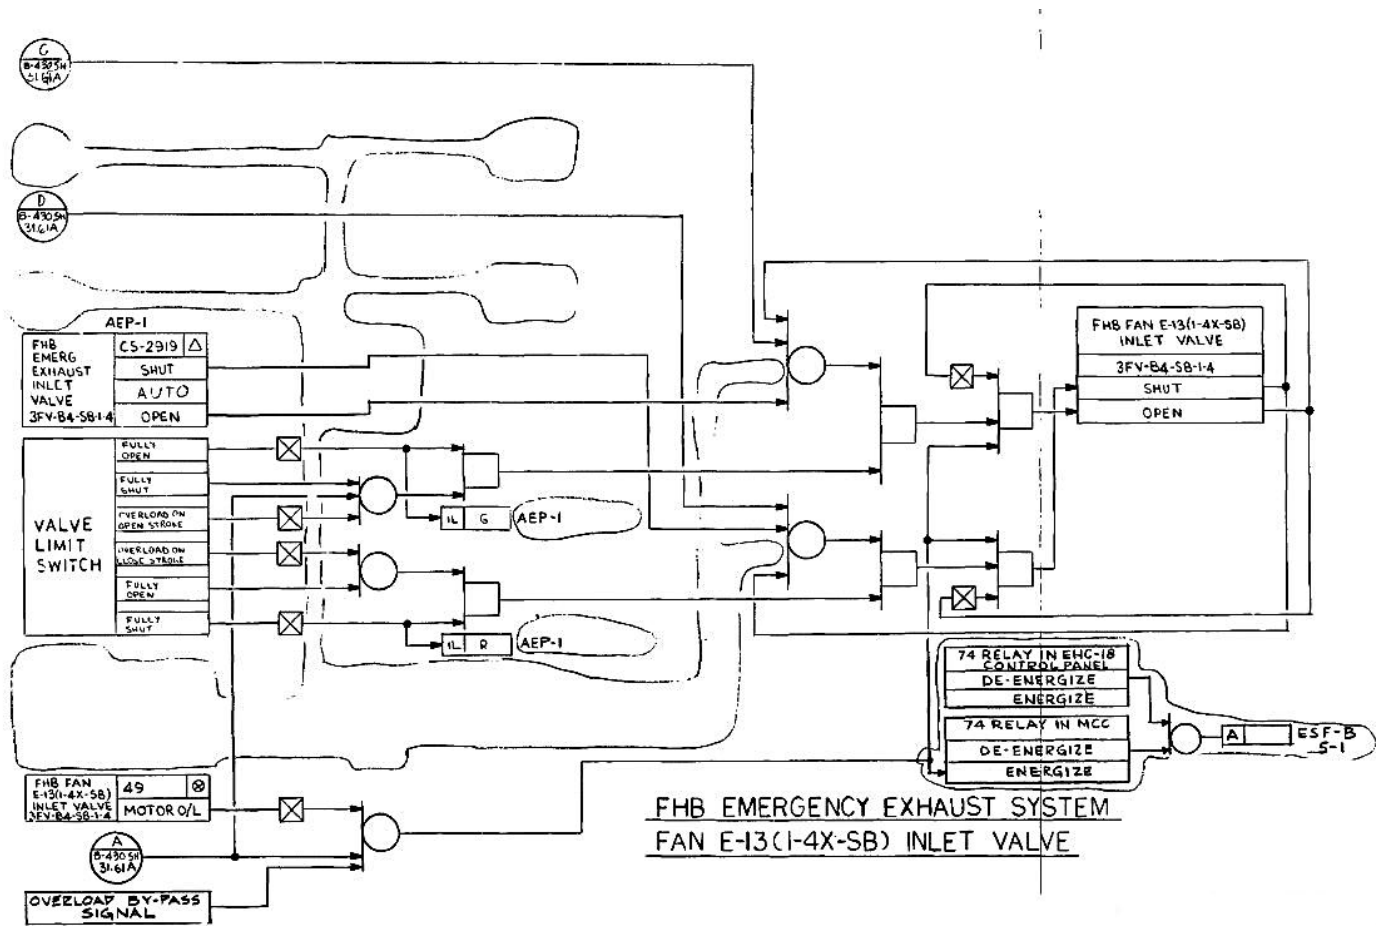 C
B-430 SH
31.61A
D
B-430 SH
31.61A
AEP-1
FHB
EMERG
EXHAUST
INLET
VALVE
3FV-B4-SB-1-4
CS-2919
SHUT
AUTO
OPEN
VALVE
LIMIT
SWITCH
FULLY
OPEN
FULLY
SHUT
OVERLOAD ON
OPEN STROKE
OVERLOAD ON
CLOSE STROKE
FULLY
OPEN
FULLY
SHUT
IL G AEP-1
IL R AEP-1
FHB FAN E-13(1-4X-SB)
INLET VALVE
3FV-B4-SB-1-4
SHUT
OPEN
74 RELAY IN EHC-18
CONTROL PANEL
DE-ENERGIZE
ENERGIZE
74 RELAY IN MCC
DE-ENERGIZE
ENERGIZE
A
ESF-B
5-1
FHB FAN
E-13(1-4X-SB)
INLET VALVE
3FV-B4-SB-1-4
49
MOTOR O/L
A
B-430 SH
31.61A
OVERLOAD BY-PASS
SIGNAL
FHB EMERGENCY EXHAUST SYSTEM
FAN E-13(1-4X-SB) INLET VALVE